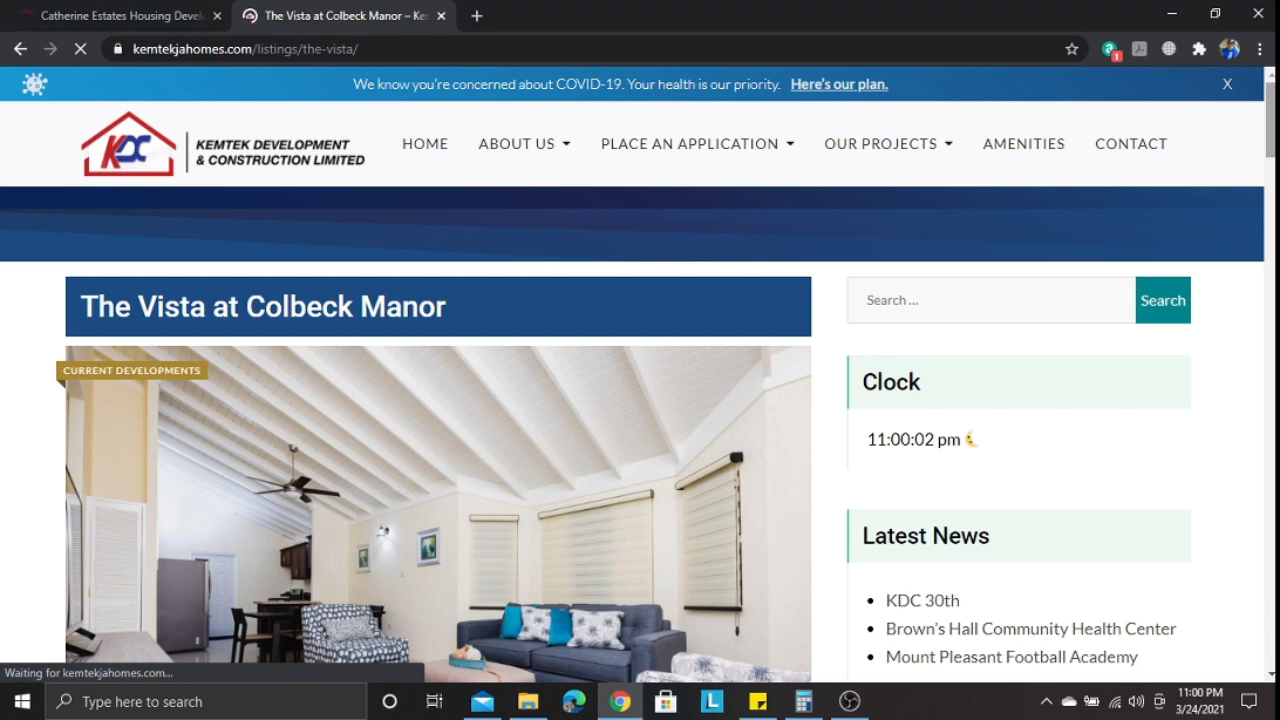 Catherine Estates Housing Devel
The Vista at Colbeck Manor – Ke
kemtekjahomes.com/listings/the-vista/
1
We know you're concerned about COVID-19. Your health is our priority. Here's our plan.
X
KDC
KEMTEK DEVELOPMENT
& CONSTRUCTION LIMITED
HOME
ABOUT US
PLACE AN APPLICATION
OUR PROJECTS
AMENITIES
CONTACT
The Vista at Colbeck Manor
CURRENT DEVELOPMENTS
Search ...
Search
Clock
11:00:02 pm
Latest News
KDC 30th
Brown's Hall Community Health Center
Mount Pleasant Football Academy
Waiting for kemtekjahomes.com...
Type here to search
L
11:00 PM
3/24/2021